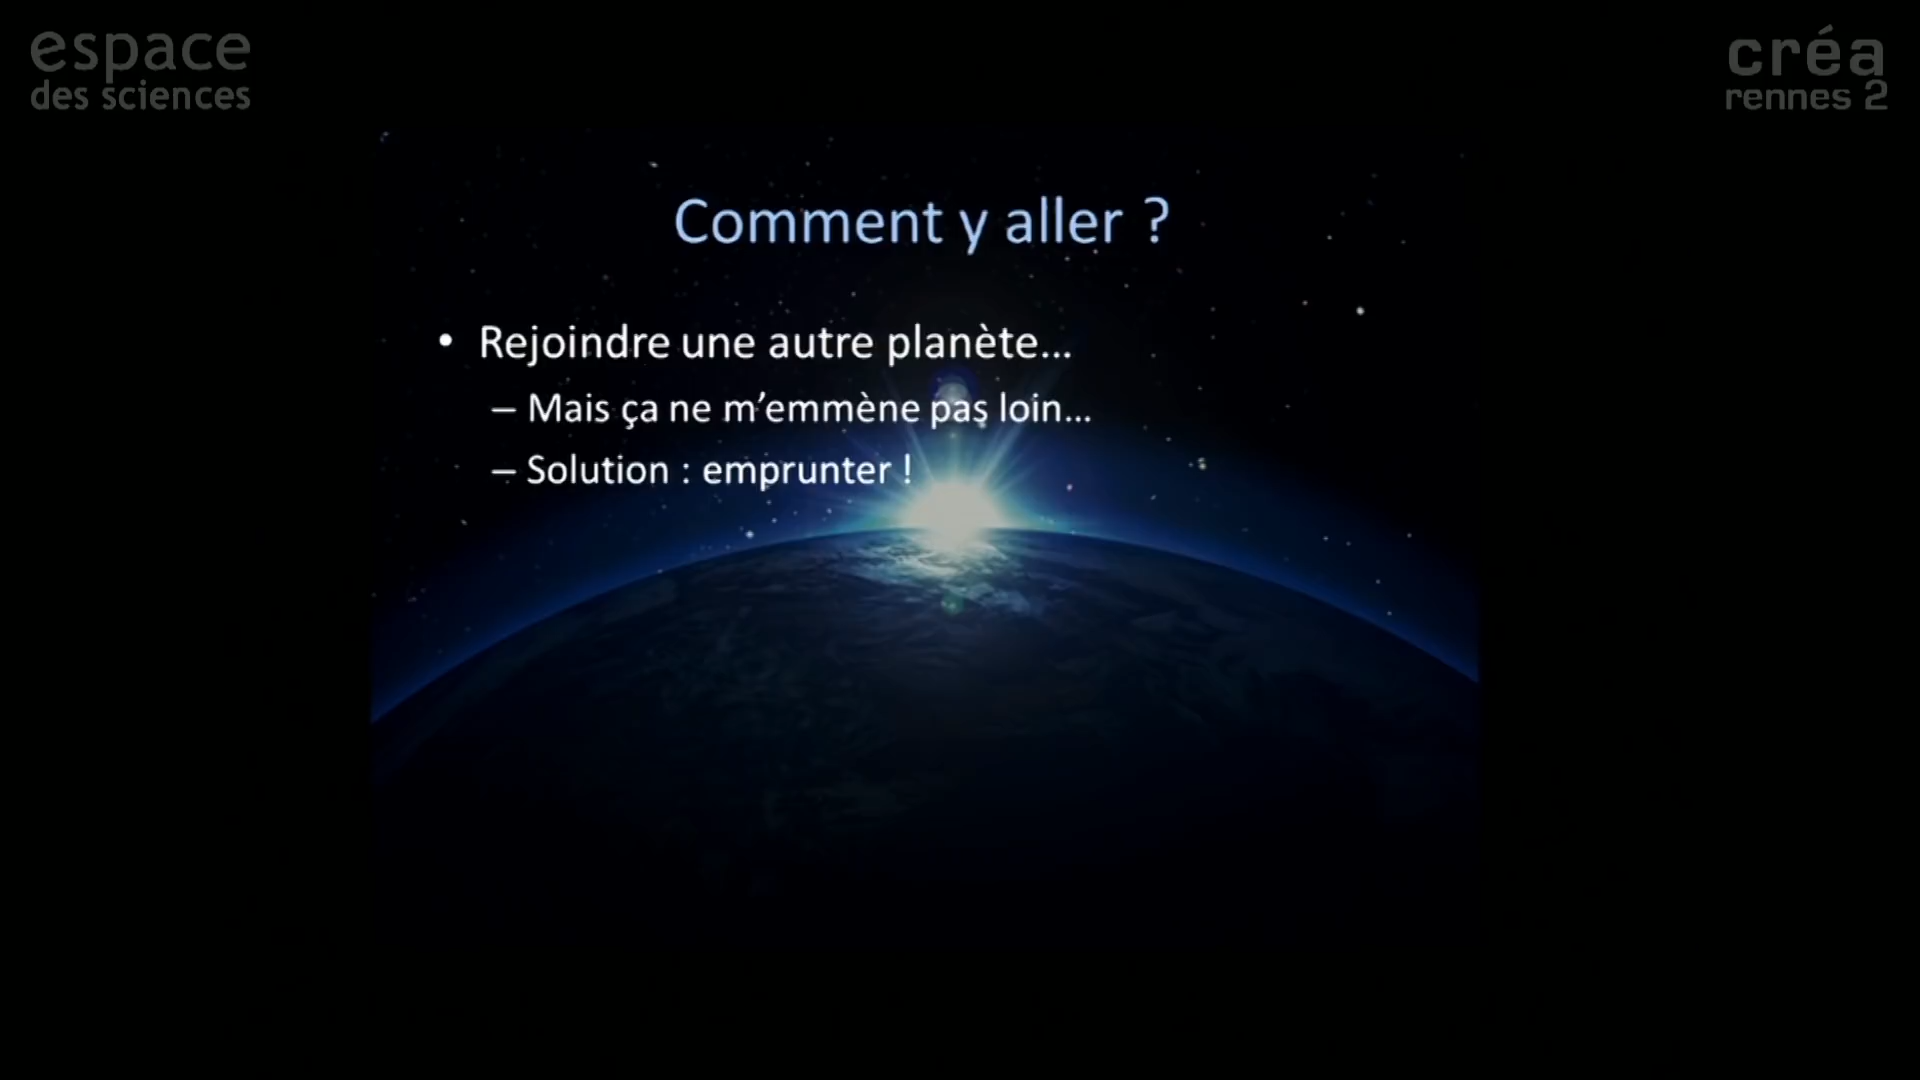 espace
des sciences
créa
rennes 2
Comment y aller ?
• Rejoindre une autre planète...
– Mais ça ne m’emmène pas loin...
– Solution : emprunter !